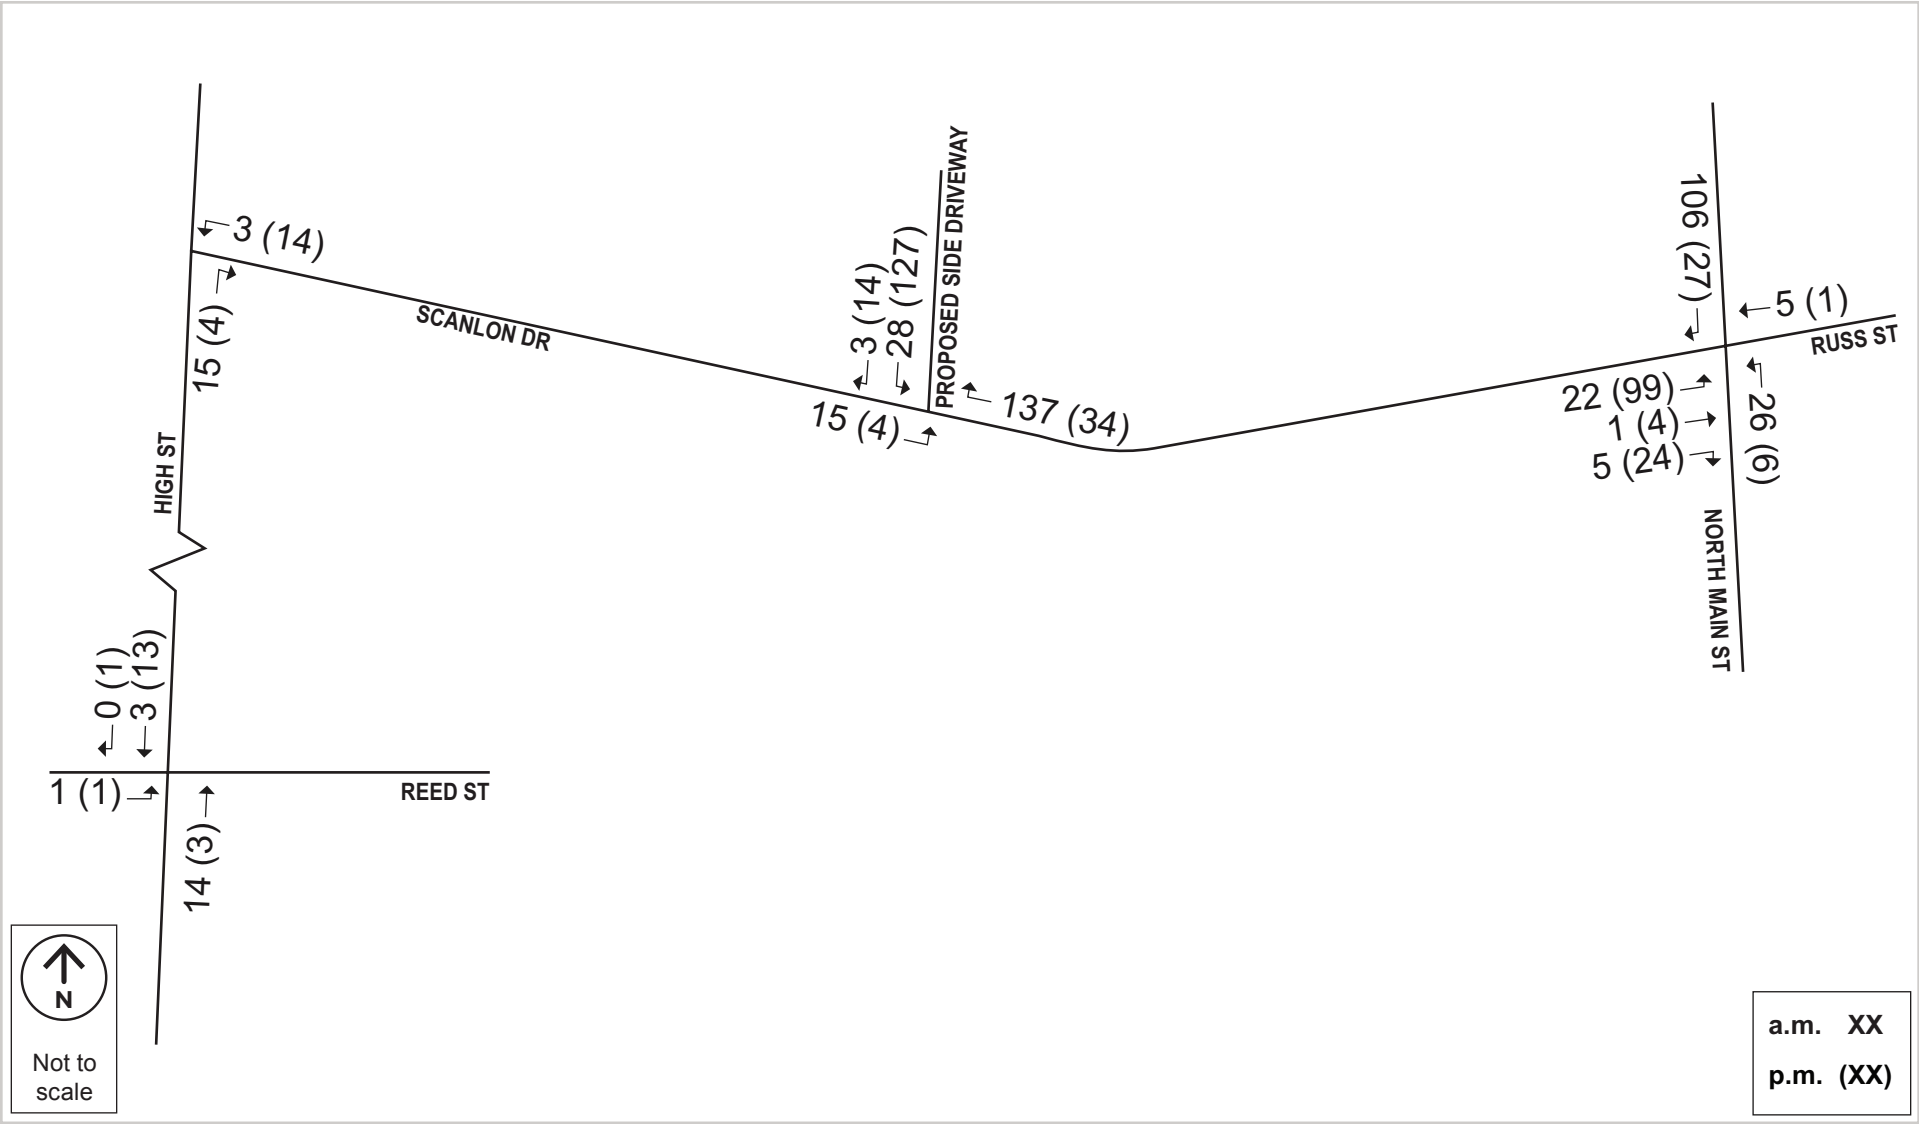 3 (14)
15 (4)
SCANLON DR
HIGH ST
3 (14)
28 (127)
PROPOSED SIDE DRIVEWAY
15 (4)
137 (34)
106 (27)
5 (1)
RUSS ST
22 (99)
1 (4)
5 (24)
26 (6)
NORTH MAIN ST
0 (1)
3 (13)
1 (1)
REED ST
14 (3)
N
Not to
scale
a.m. XX
p.m. (XX)